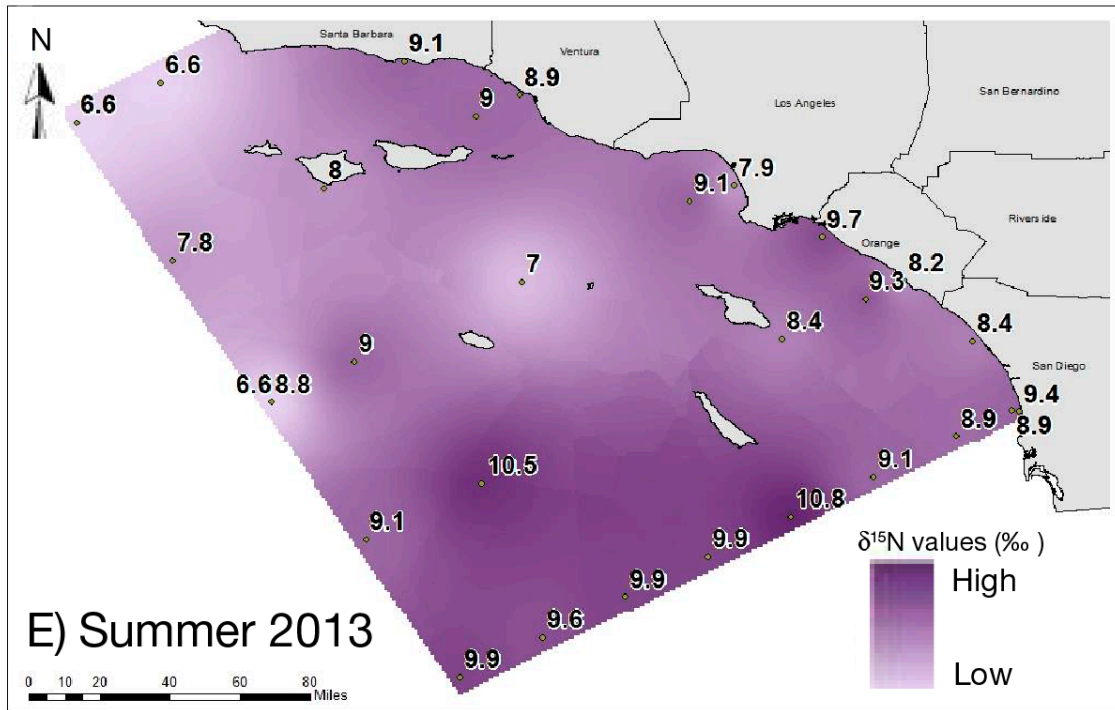 N
Santa Barbara
9.1
Ventura
6.6
8.9
San Bernardino
Los Angeles
6.6
9
8
9.1
7.9
Riverside
9.7
Orange
7.8
7
8.2
9.3
8.4
8.4
9
San Diego
6.6 8.8
9.4
8.9
8.9
10.5
9.1
10.8
9.1
9.9
δ¹⁵N values (‰ )
High
9.9
E) Summer 2013
9.6
9.9
Low
0 20 40 60 80
Miles